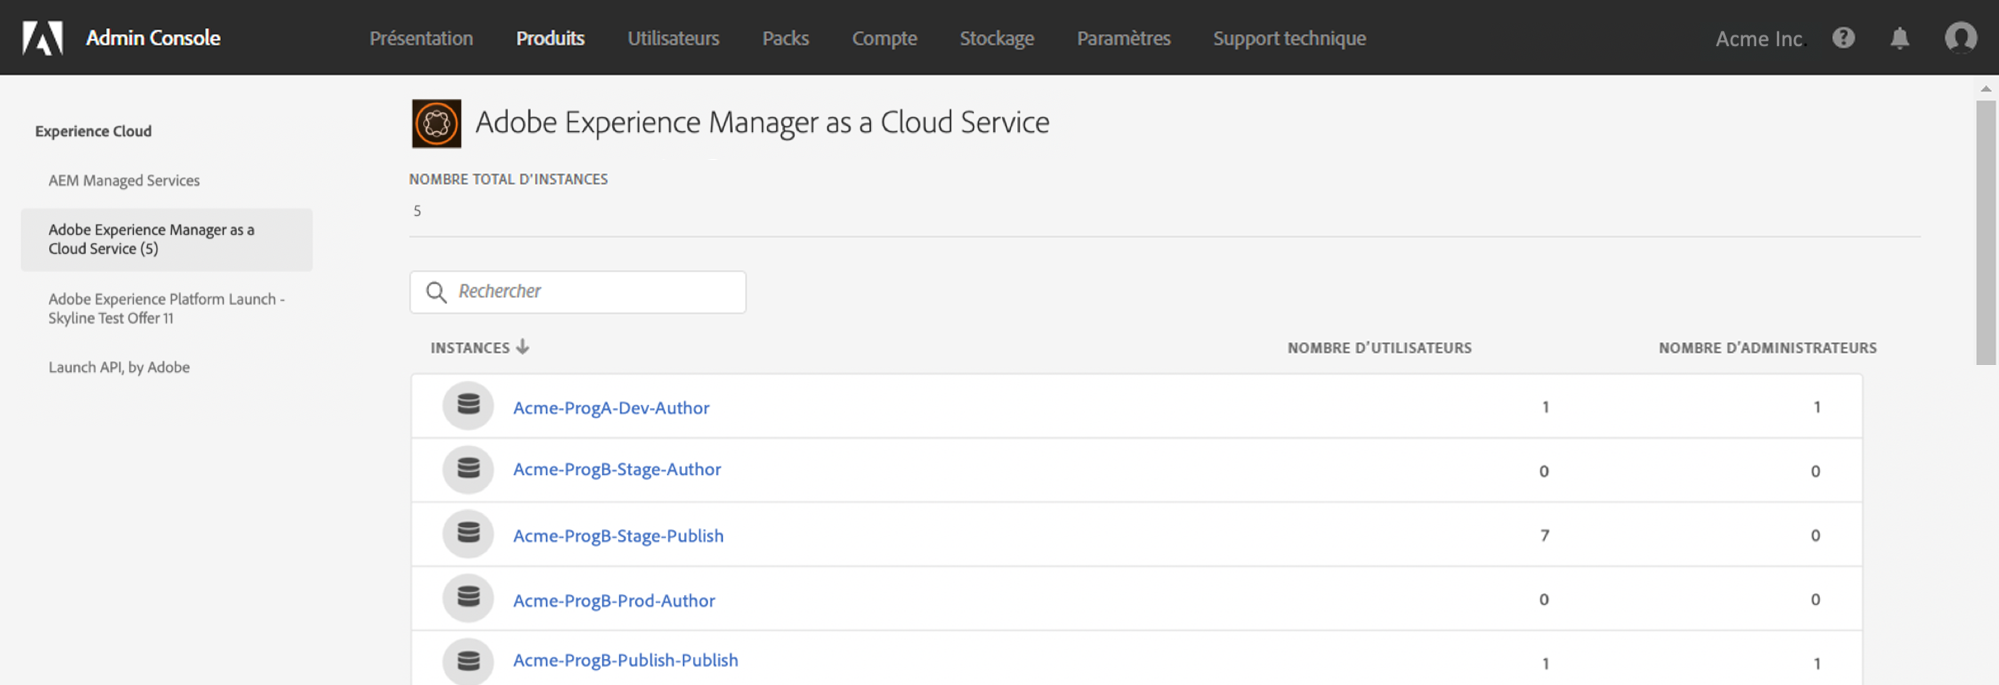 Admin Console
Présentation
Produits
Utilisateurs
Packs
Compte
Stockage
Paramètres
Support technique
Acme Inc.
Experience Cloud
AEM Managed Services
Adobe Experience Manager as a
Cloud Service (5)
Adobe Experience Platform Launch -
Skyline Test Offer 11
Launch API, by Adobe
Adobe Experience Manager as a Cloud Service
NOMBRE TOTAL D'INSTANCES
5
Rechercher
INSTANCES NOMBRE D'UTILISATEURS NOMBRE D'ADMINISTRATEURS
Acme-ProgA-Dev-Author 1 1
Acme-ProgB-Stage-Author 0 0
Acme-ProgB-Stage-Publish 7 0
Acme-ProgB-Prod-Author 0 0
Acme-ProgB-Publish-Publish 1 1